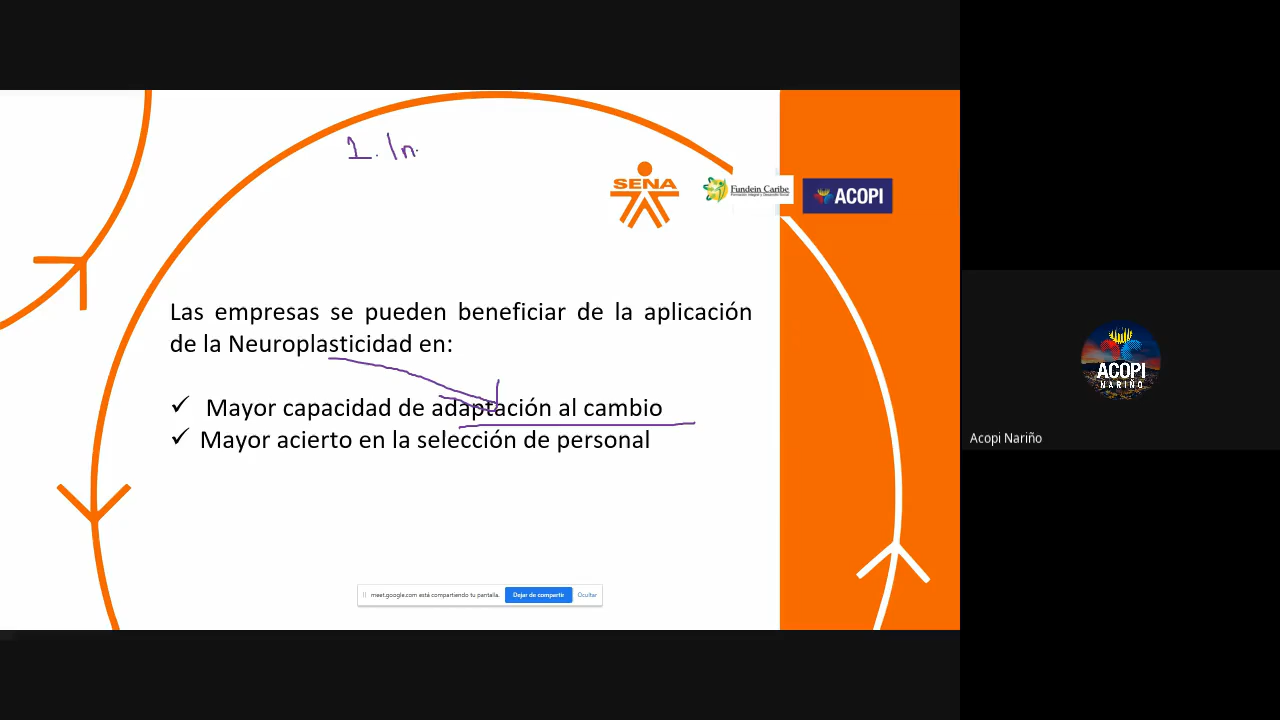 1. In.
SENA
Fundein Caribe
ACOPI
Las empresas se pueden beneficiar de la aplicación
de la Neuroplasticidad en:
✓ Mayor capacidad de adaptación al cambio
✓ Mayor acierto en la selección de personal
meet.google.com está compartiendo tu pantalla. Dejar de compartir Ocultar
ACOPI
NARIÑO
Acopi Nariño